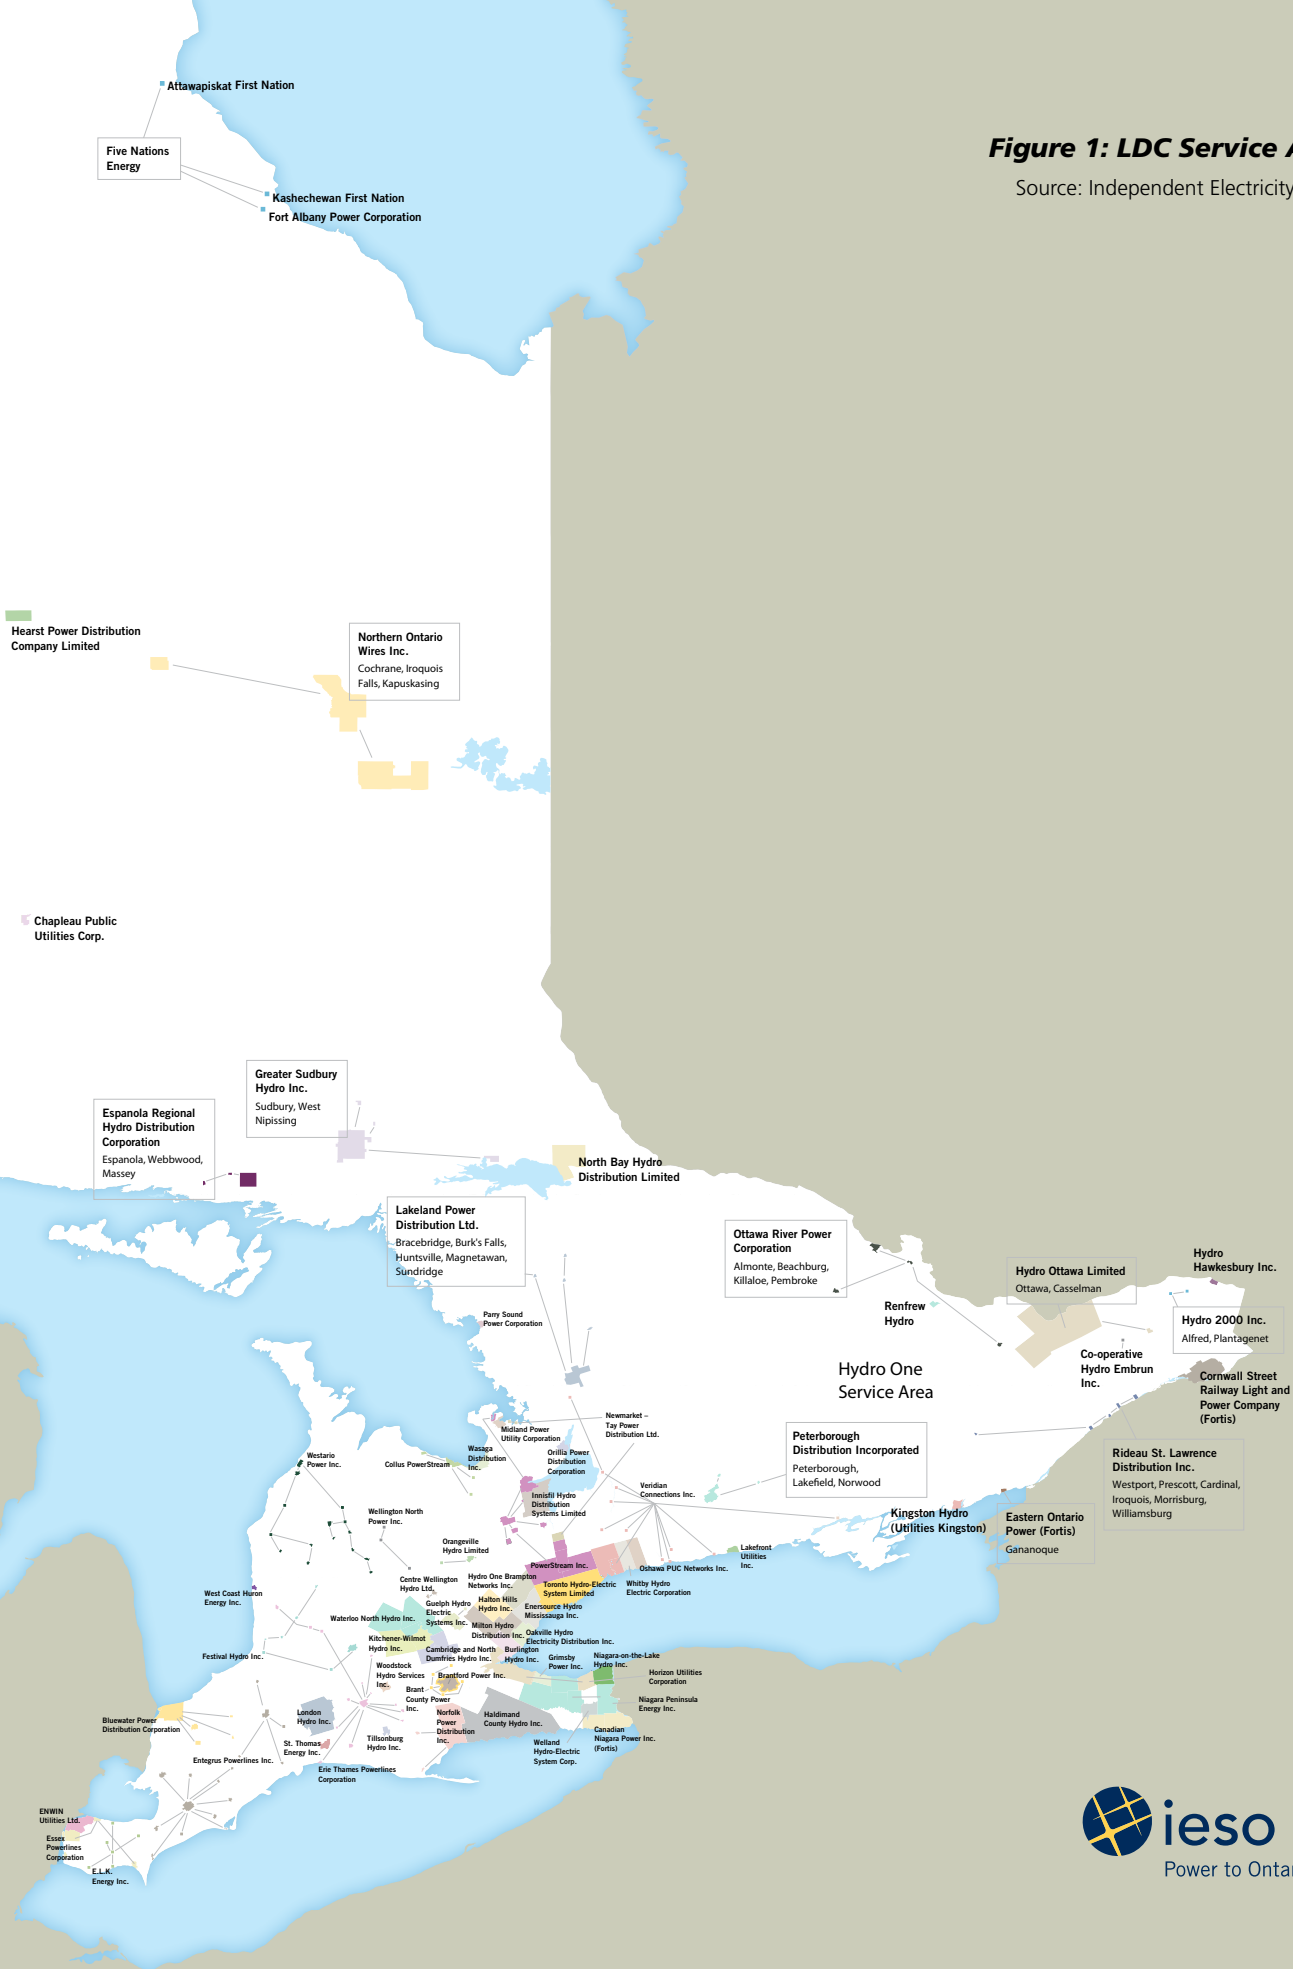 Attawapiskat First Nation
Five Nations
Energy
Kashechewan First Nation
Fort Albany Power Corporation
Figure 1: LDC Service A
Source: Independent Electricity
Hearst Power Distribution
Company Limited
Northern Ontario
Wires Inc.
Cochrane, Iroquois
Falls, Kapuskasing
Chapleau Public
Utilities Corp.
Greater Sudbury
Hydro Inc.
Sudbury, West
Nipissing
Espanola Regional
Hydro Distribution
Corporation
Espanola, Webbwood,
Massey
North Bay Hydro
Distribution Limited
Lakeland Power
Distribution Ltd.
Bracebridge, Burk's Falls,
Huntsville, Magnetawan,
Sundridge
Ottawa River Power
Corporation
Almonte, Beachburg,
Killaloe, Pembroke
Hydro
Hawkesbury Inc.
Hydro Ottawa Limited
Ottawa, Casselman
Renfrew
Hydro
Hydro 2000 Inc.
Alfred, Plantagenet
Parry Sound
Power Corporation
Co-operative
Hydro Embrun
Inc.
Hydro One
Service Area
Cornwall Street
Railway Light and
Power Company
(Fortis)
Newmarket –
Tay Power
Distribution Ltd.
Midland Power
Utility Corporation
Peterborough
Distribution Incorporated
Peterborough,
Lakefield, Norwood
Rideau St. Lawrence
Distribution Inc.
Westport, Prescott, Cardinal,
Iroquois, Morrisburg,
Williamsburg
Westario
Power Inc.
Collus PowerStream
Wasaga
Distribution
Inc.
Orillia Power
Distribution
Corporation
Veridian
Connections Inc.
Innisfil Hydro
Distribution
Systems Limited
Kingston Hydro
(Utilities Kingston)
Eastern Ontario
Power (Fortis)
Gananoque
Wellington North
Power Inc.
Orangeville
Hydro Limited
Lakefront
Utilities
Inc.
PowerStream Inc.
Oshawa PUC Networks Inc.
Centre Wellington
Hydro Ltd.
Hydro One Brampton
Networks Inc.
Toronto Hydro-Electric
System Limited
Whitby Hydro
Electric Corporation
West Coast Huron
Energy Inc.
Guelph Hydro
Electric
Systems Inc.
Halton Hills
Hydro Inc.
Enersource Hydro
Mississauga Inc.
Waterloo North Hydro Inc.
Milton Hydro
Distribution Inc.
Oakville Hydro
Electricity Distribution Inc.
Kitchener-Wilmot
Hydro Inc.
Cambridge and North
Dumfries Hydro Inc.
Burlington
Hydro Inc.
Festival Hydro Inc.
Grimsby
Power Inc.
Niagara-on-the-Lake
Hydro Inc.
Woodstock
Hydro Services
Inc.
Brantford Power Inc.
Horizon Utilities
Corporation
Brant
County Power
Inc.
Niagara Peninsula
Energy Inc.
London
Hydro Inc.
Norfolk
Power
Distribution
Inc.
Haldimand
County Hydro Inc.
Bluewater Power
Distribution Corporation
Canadian
Niagara Power Inc.
(Fortis)
St. Thomas
Energy Inc.
Tillsonburg
Hydro Inc.
Welland
Hydro-Electric
System Corp.
Entegrus Powerlines Inc.
Erie Thames Powerlines
Corporation
ENWIN
Utilities Ltd.
Essex
Powerlines
Corporation
E.L.K.
Energy Inc.
ieso
Power to Onta